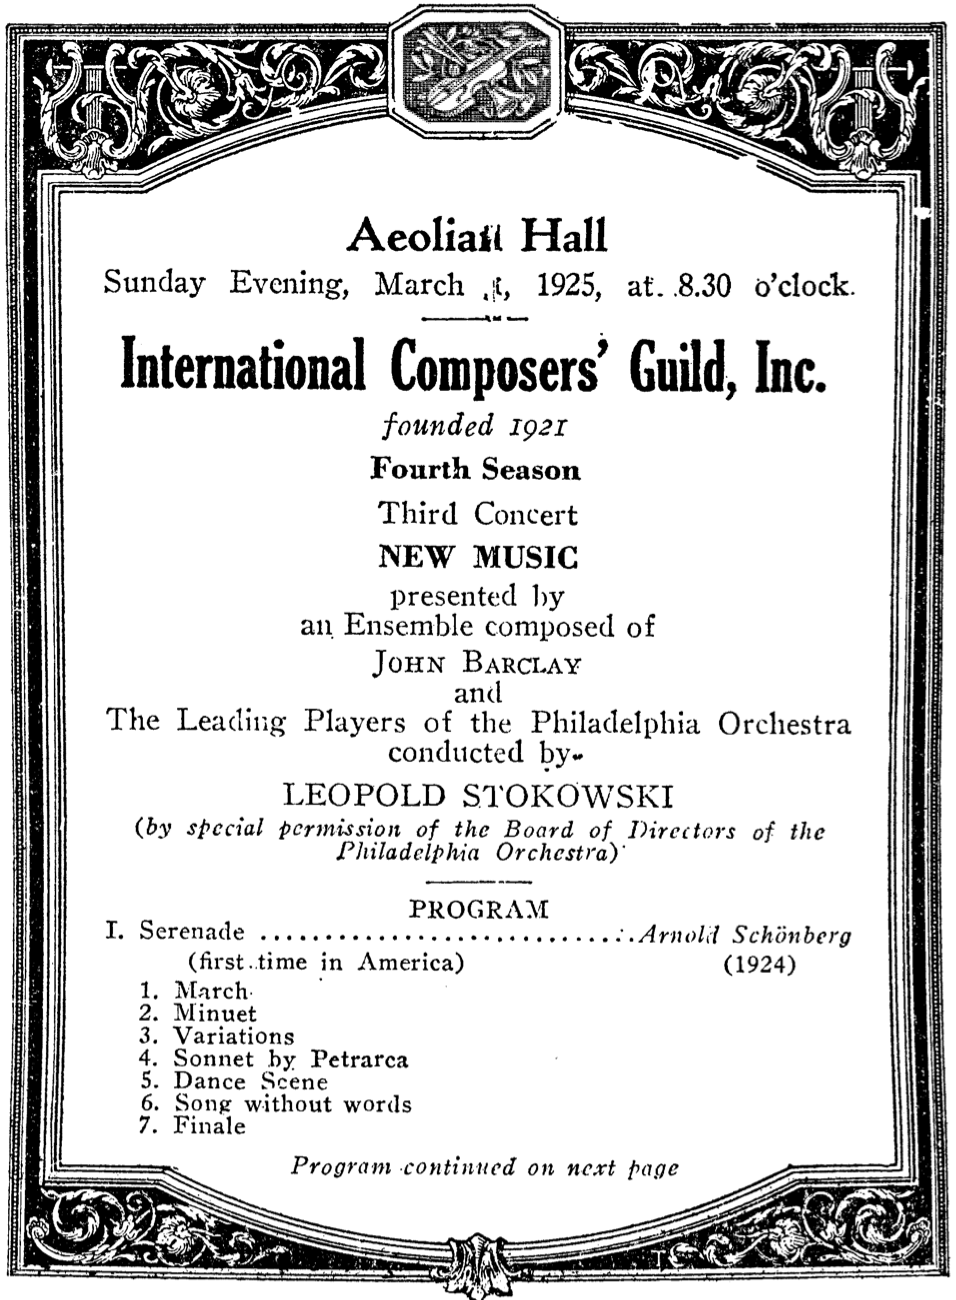 Aeolian Hall
Sunday Evening, March 1, 1925, at 8.30 o'clock.
International Composers' Guild, Inc.
founded 1921
Fourth Season
Third Concert
NEW MUSIC
presented by
an Ensemble composed of
JOHN BARCLAY
and
The Leading Players of the Philadelphia Orchestra
conducted by
LEOPOLD STOKOWSKI
(by special permission of the Board of Directors of the
Philadelphia Orchestra)
PROGRAM
I. Serenade ..............................Arnold Schönberg
(first time in America) (1924)
1. March
2. Minuet
3. Variations
4. Sonnet by Petrarca
5. Dance Scene
6. Song without words
7. Finale
Program continued on next page